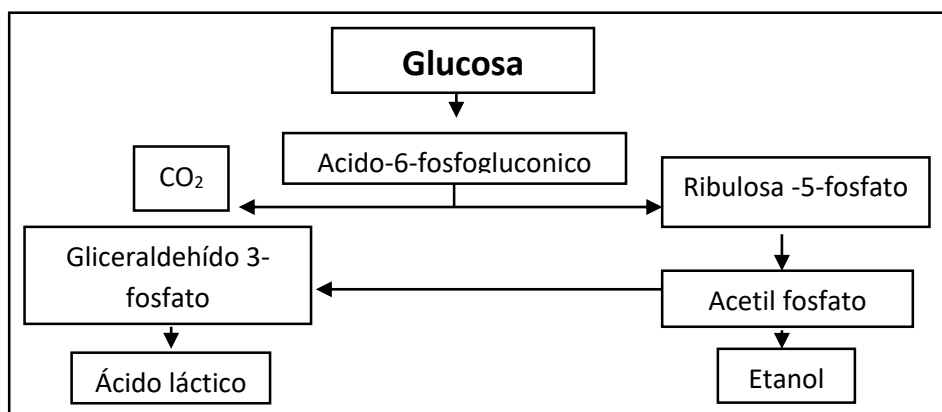 Glucosa
Acido-6-fosfogluconico
CO₂
Ribulosa -5-fosfato
Gliceraldehído 3-
fosfato
Acetil fosfato
Ácido láctico
Etanol